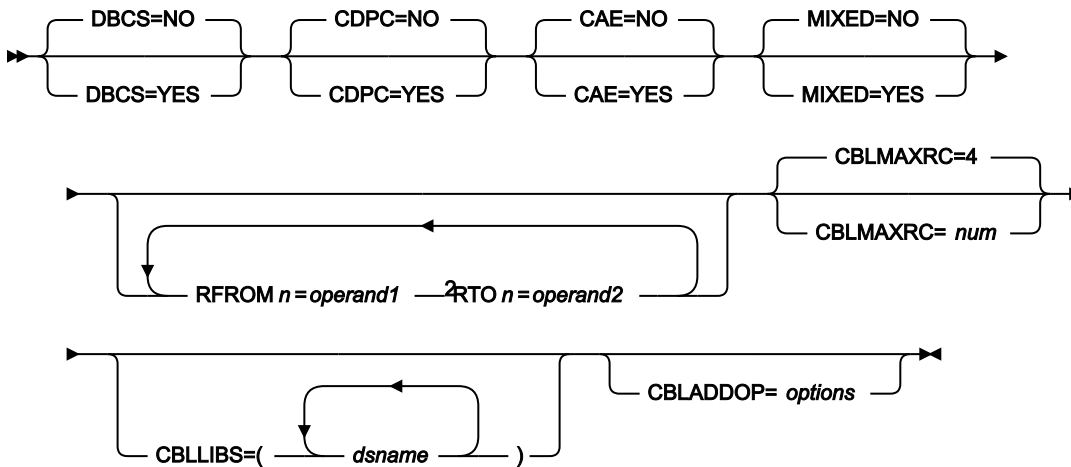 DBCS=NO CDPC=NO CAE=NO MIXED=NO
DBCS=YES CDPC=YES CAE=YES MIXED=YES
CBLMAXRC=4
CBLMAXRC= num
RFROM n = operand1 2 RTO n = operand2
CBLADDOP= options
CBLLIBS=( dsname )